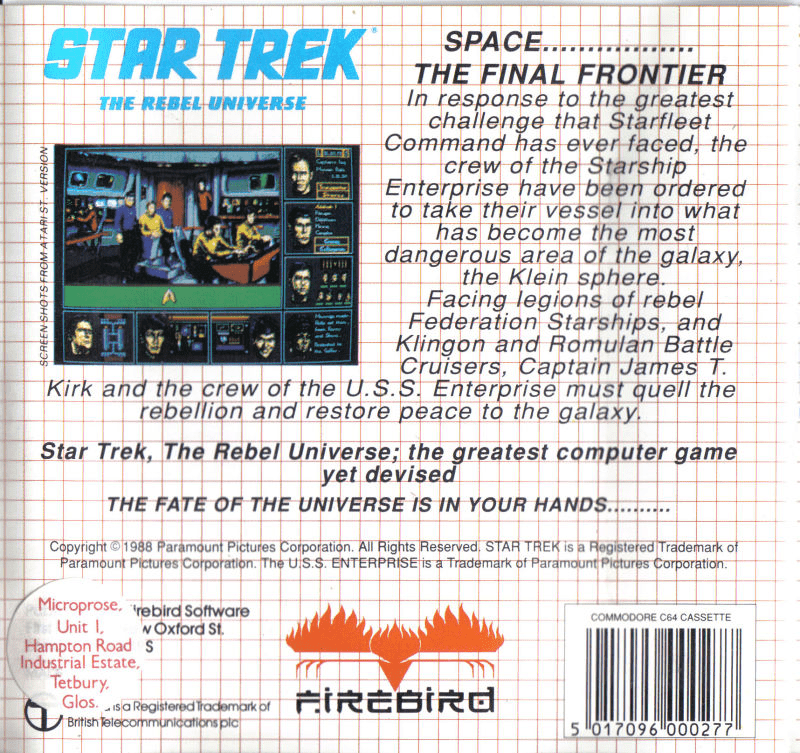 STAR TREK®
THE REBEL UNIVERSE
SPACE.................
THE FINAL FRONTIER
In response to the greatest
challenge that Starfleet
Command has ever faced, the
crew of the Starship
Enterprise have been ordered
to take their vessel into what
has become the most
dangerous area of the galaxy,
the Klein sphere.
Facing legions of rebel
Federation Starships, and
Klingon and Romulan Battle
Cruisers, Captain James T.
Kirk and the crew of the U.S.S. Enterprise must quell the
rebellion and restore peace to the galaxy.
SCREEN SHOTS FROM ATARI ST. VERSION
Star Trek, The Rebel Universe; the greatest computer game
yet devised
THE FATE OF THE UNIVERSE IS IN YOUR HANDS..........
Copyright © 1988 Paramount Pictures Corporation. All Rights Reserved. STAR TREK is a Registered Trademark of
Paramount Pictures Corporation. The U.S.S. ENTERPRISE is a Trademark of Paramount Pictures Corporation.
Microprose,
Unit 1,
Hampton Road
Industrial Estate,
Tetbury,
Glos.
irebird Software
w Oxford St.
S
is a Registered Trademark of
British Telecommunications plc
FIREBIRD
COMMODORE C64 CASSETTE
5 017096 000277